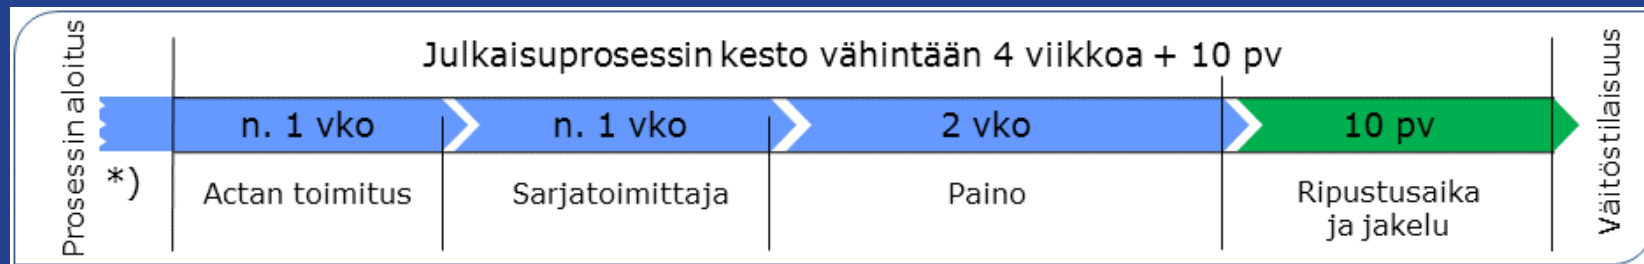 Prosessin aloitus
Julkaisuprosessin kesto vähintään 4 viikkoa + 10 pv
n. 1 vko
n. 1 vko
2 vko
10 pv
*)
Actan toimitus
Sarjatoimittaja
Paino
Ripustusaika
ja jakelu
Väitöstilaisuus